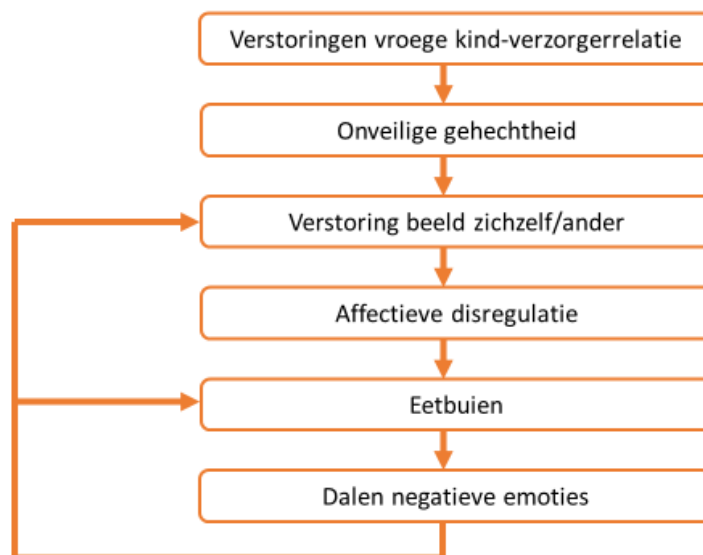 Verstoringen vroege kind-verzorgerrelatie
Onveilige gehechtheid
Verstoring beeld zichzelf/ander
Affectieve disregulatie
Eetbuien
Dalen negatieve emoties